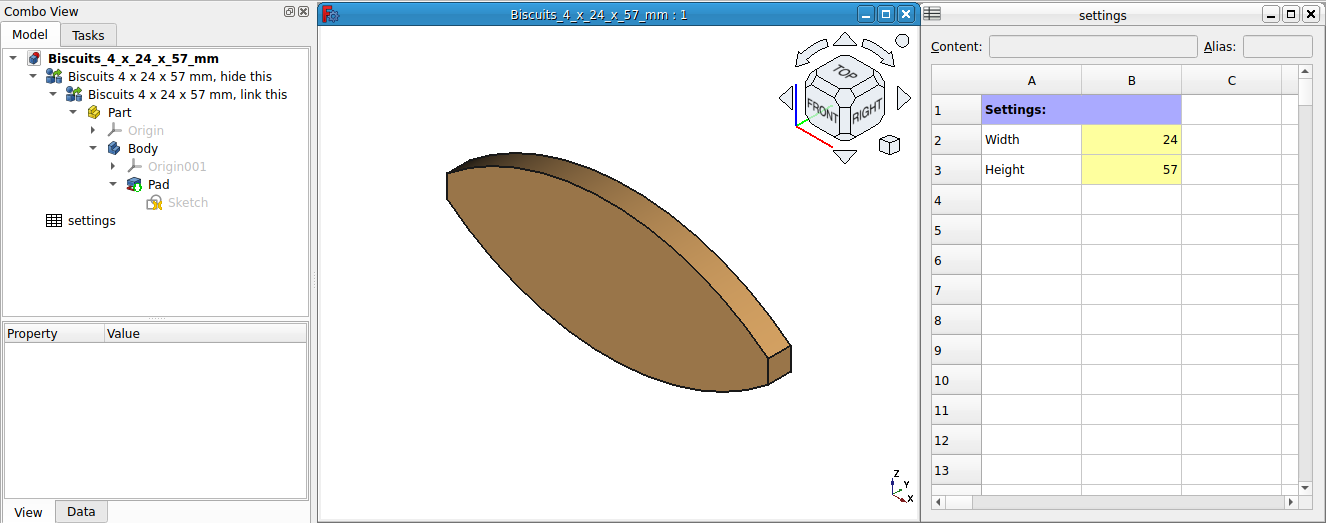 Combo View
Model Tasks
Biscuits_4_x_24_x_57_mm
Biscuits 4 x 24 x 57 mm, hide this
Biscuits 4 x 24 x 57 mm, link this
Part
Origin
Body
Origin001
Pad
Sketch
settings
Property Value
View Data
Biscuits_4_x_24_x_57_mm : 1
TOP
FRONT RIGHT
Z
Y
X
settings
Content: Alias:
A B C
1 Settings:
2 Width 24
3 Height 57
4
5
6
7
8
9
10
11
12
13